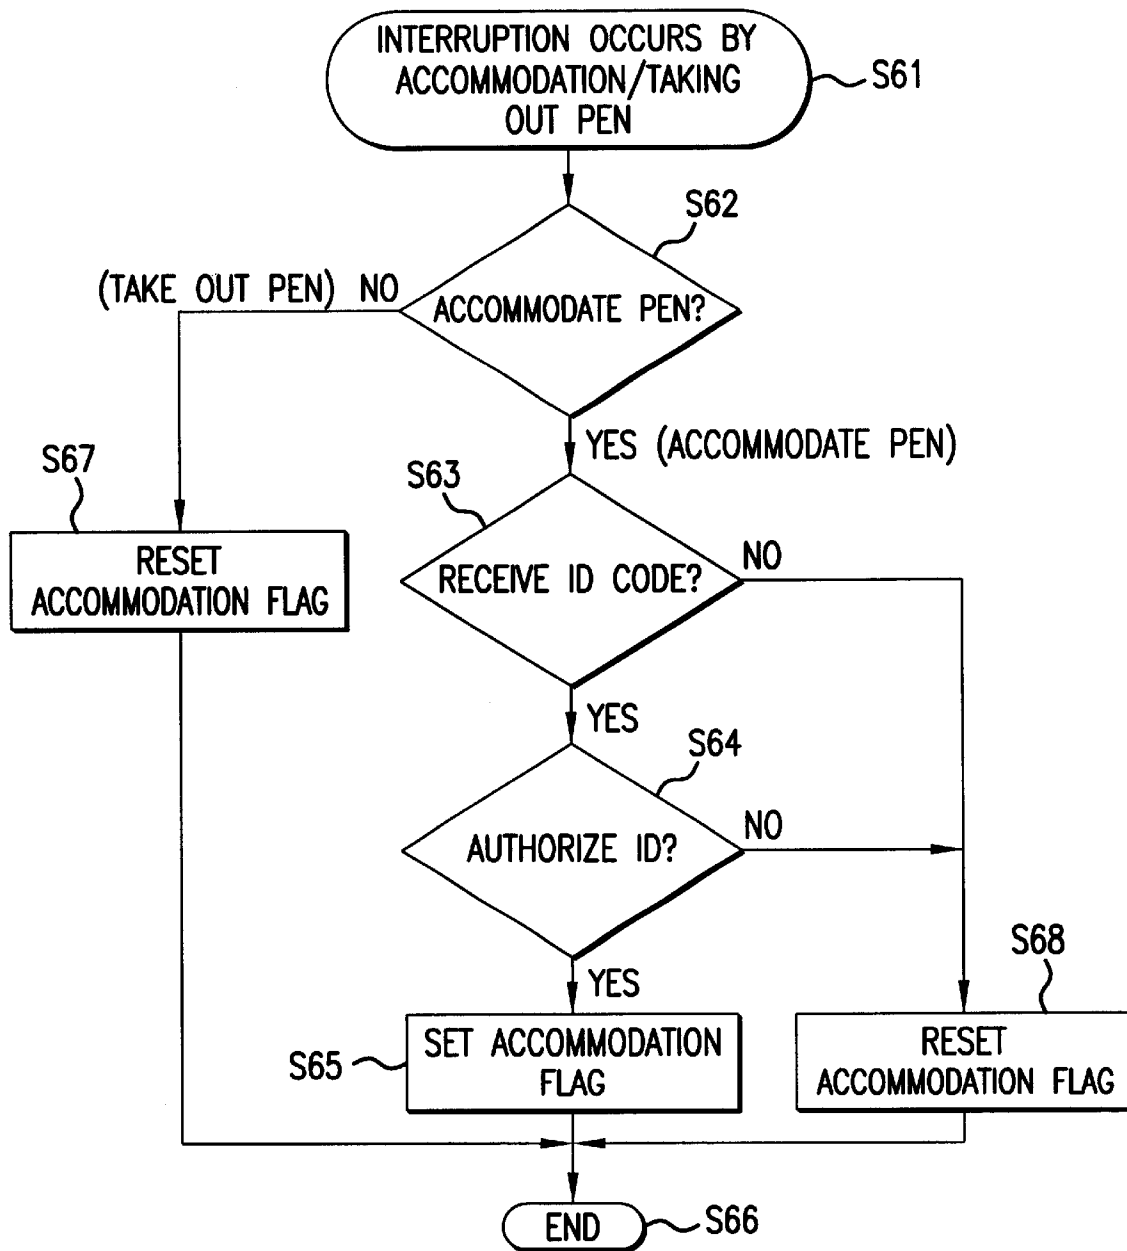 INTERRUPTION OCCURS BY
ACCOMMODATION/TAKING
OUT PEN
S61
S62
(TAKE OUT PEN) NO
ACCOMMODATE PEN?
YES (ACCOMMODATE PEN)
S67
S63
RESET
ACCOMMODATION FLAG
RECEIVE ID CODE?
NO
YES
S64
AUTHORIZE ID?
NO
YES
S68
S65
SET ACCOMMODATION
FLAG
RESET
ACCOMMODATION FLAG
END
S66